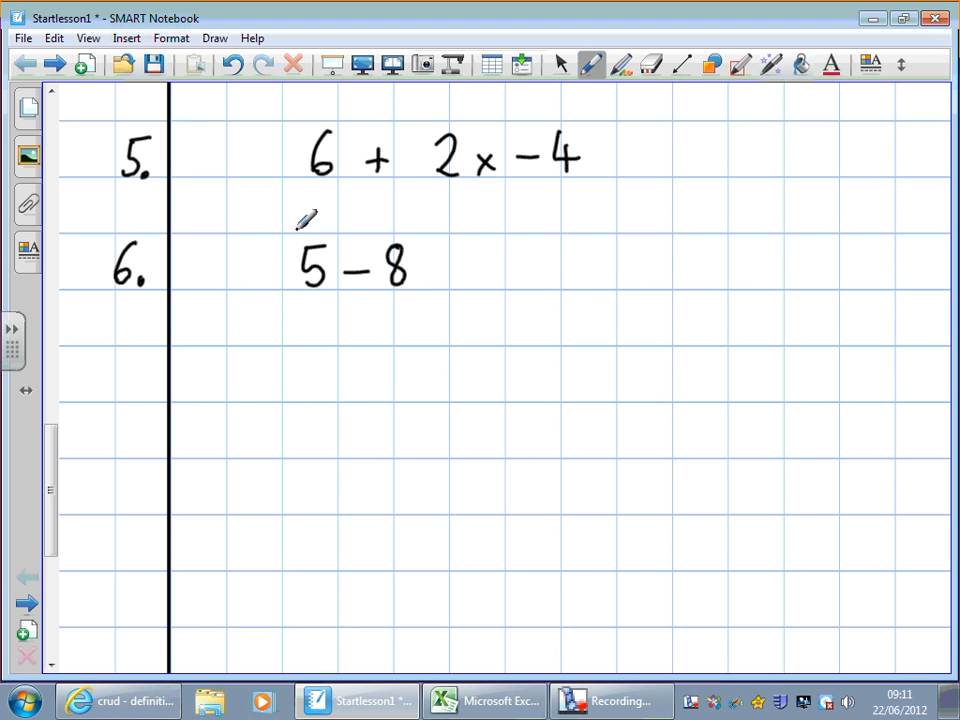 Startlesson1 * - SMART Notebook
File Edit View Insert Format Draw Help
5. 6 + 2 x - 4
6. 5 - 8
crud - definiti... Startlesson1 *... Microsoft Exc... Recording....
09:11
22/06/2012